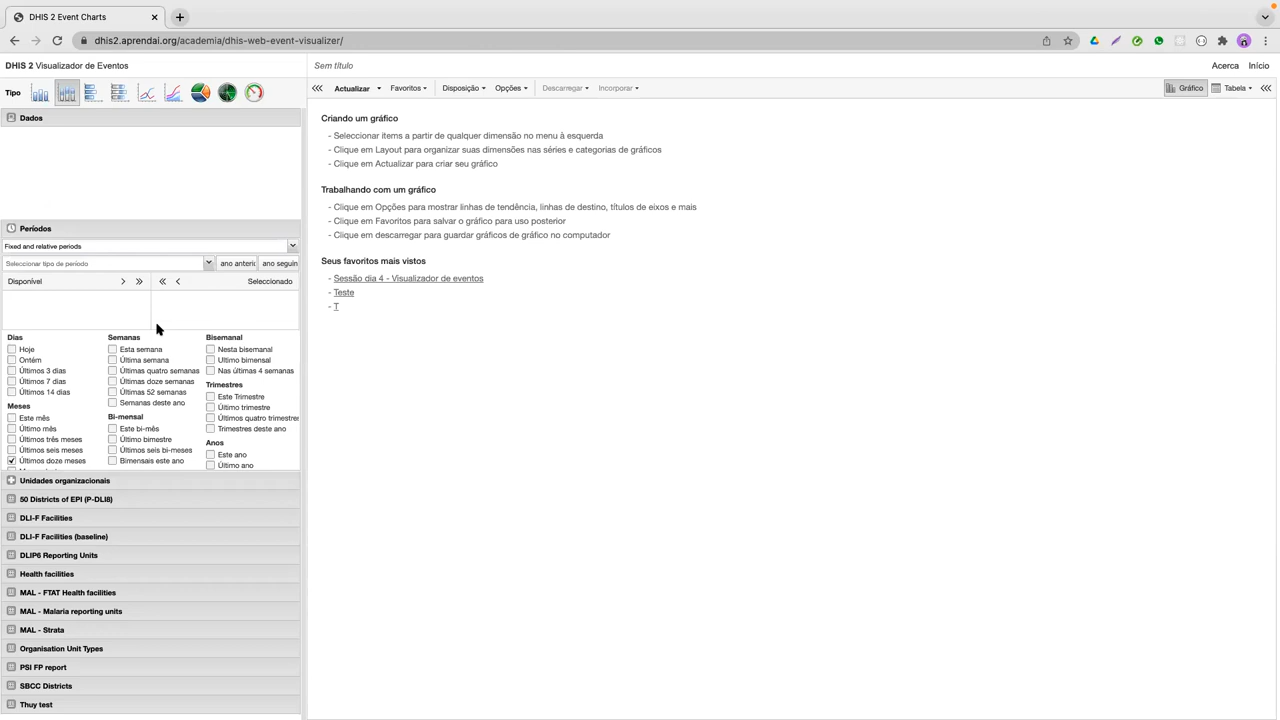 DHIS 2 Event Charts
dhis2.aprendai.org/academia/dhis-web-event-visualizer/
DHIS 2 Visualizador de Eventos
Sem título
Acerca Início
Tipo
Actualizar Favoritos Disposição Opções Descarregar Incorporar Gráfico Tabela
Dados
Criando um gráfico
- Seleccionar items a partir de qualquer dimensão no menu à esquerda
- Clique em Layout para organizar suas dimensões nas séries e categorias de gráficos
- Clique em Actualizar para criar seu gráfico
Trabalhando com um gráfico
- Clique em Opções para mostrar linhas de tendência, linhas de destino, títulos de eixos e mais
- Clique em Favoritos para salvar o gráfico para uso posterior
- Clique em descarregar para guardar gráficos de gráfico no computador
Seus favoritos mais vistos
- Sessão dia 4 - Visualizador de eventos
- Teste
- T
Períodos
Fixed and relative periods
Seleccionar tipo de período ano anteri ano seguin
Disponível Seleccionado
Dias
Hoje
Ontém
Últimos 3 dias
Últimos 7 dias
Últimos 14 dias
Meses
Este mês
Último mês
Últimos três meses
Últimos seis meses
Últimos doze meses
Semanas
Esta semana
Última semana
Últimas quatro semanas
Últimas doze semanas
Últimas 52 semanas
Semanas deste ano
Bi-mensal
Este bi-mês
Último bimestre
Últimos seis bi-meses
Bimensais este ano
Bisemanal
Nesta bisemanal
Ultimo bimensal
Nas últimas 4 semanas
Trimestres
Este Trimestre
Último trimestre
Últimos quatro trimestres
Trimestres deste ano
Anos
Este ano
Último ano
Unidades organizacionais
50 Districts of EPI (P-DLI8)
DLI-F Facilities
DLI-F Facilities (baseline)
DLIP6 Reporting Units
Health facilities
MAL - FTAT Health facilities
MAL - Malaria reporting units
MAL - Strata
Organisation Unit Types
PSI FP report
SBCC Districts
Thuy test